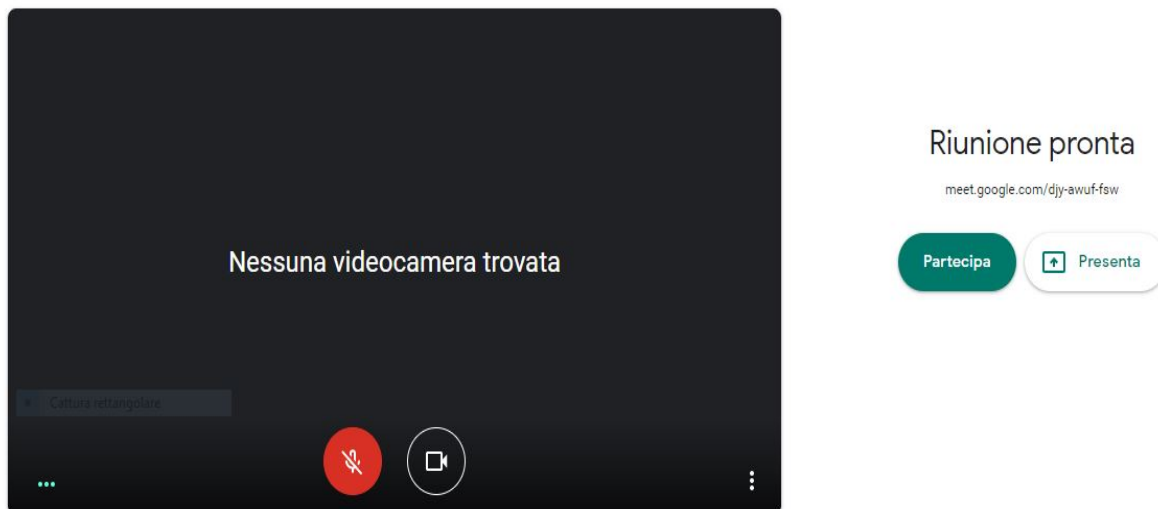 Riunione pronta
meet.google.com/djy-awuf-fsw
Nessuna videocamera trovata
Partecipa
Presenta
Cattura rettangolare